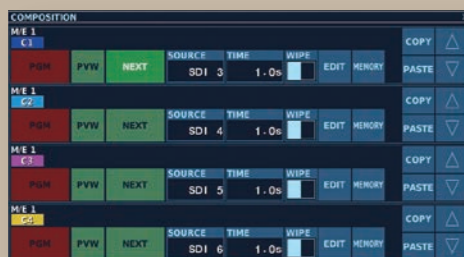 COMPOSITION
M/E 1
C1
PGM PVW NEXT SOURCE SDI 3 TIME 1.0s WIPE EDIT MEMORY COPY PASTE
M/E 1
C2
PGM PVW NEXT SOURCE SDI 4 TIME 1.0s WIPE EDIT MEMORY COPY PASTE
M/E 1
C3
PGM PVW NEXT SOURCE SDI 5 TIME 1.0s WIPE EDIT MEMORY COPY PASTE
M/E 1
C4
PGM PVW NEXT SOURCE SDI 6 TIME 1.0s WIPE EDIT MEMORY COPY PASTE